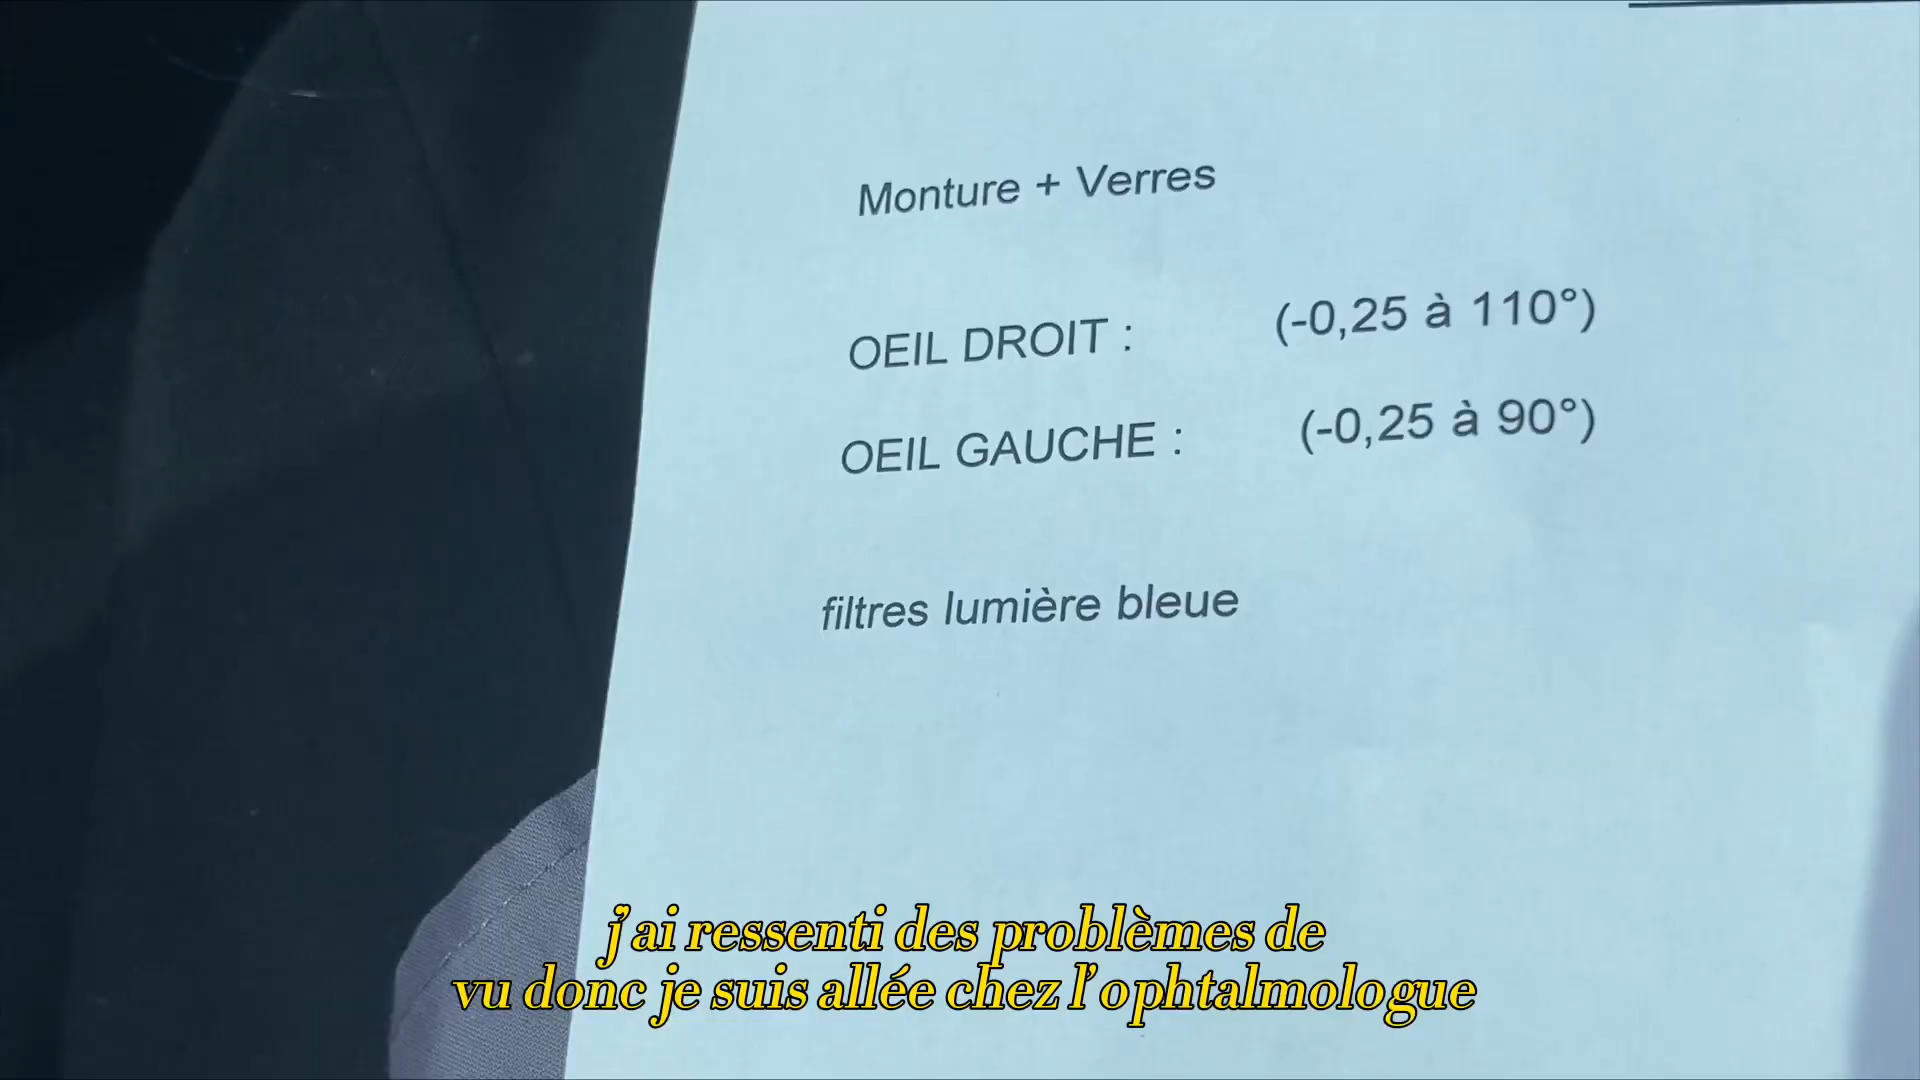 Monture + Verres
OEIL DROIT : (-0,25 à 110°)
OEIL GAUCHE : (-0,25 à 90°)
filtres lumière bleue
j'ai ressenti des problèmes de
vu donc je suis allée chez l'ophtalmologue